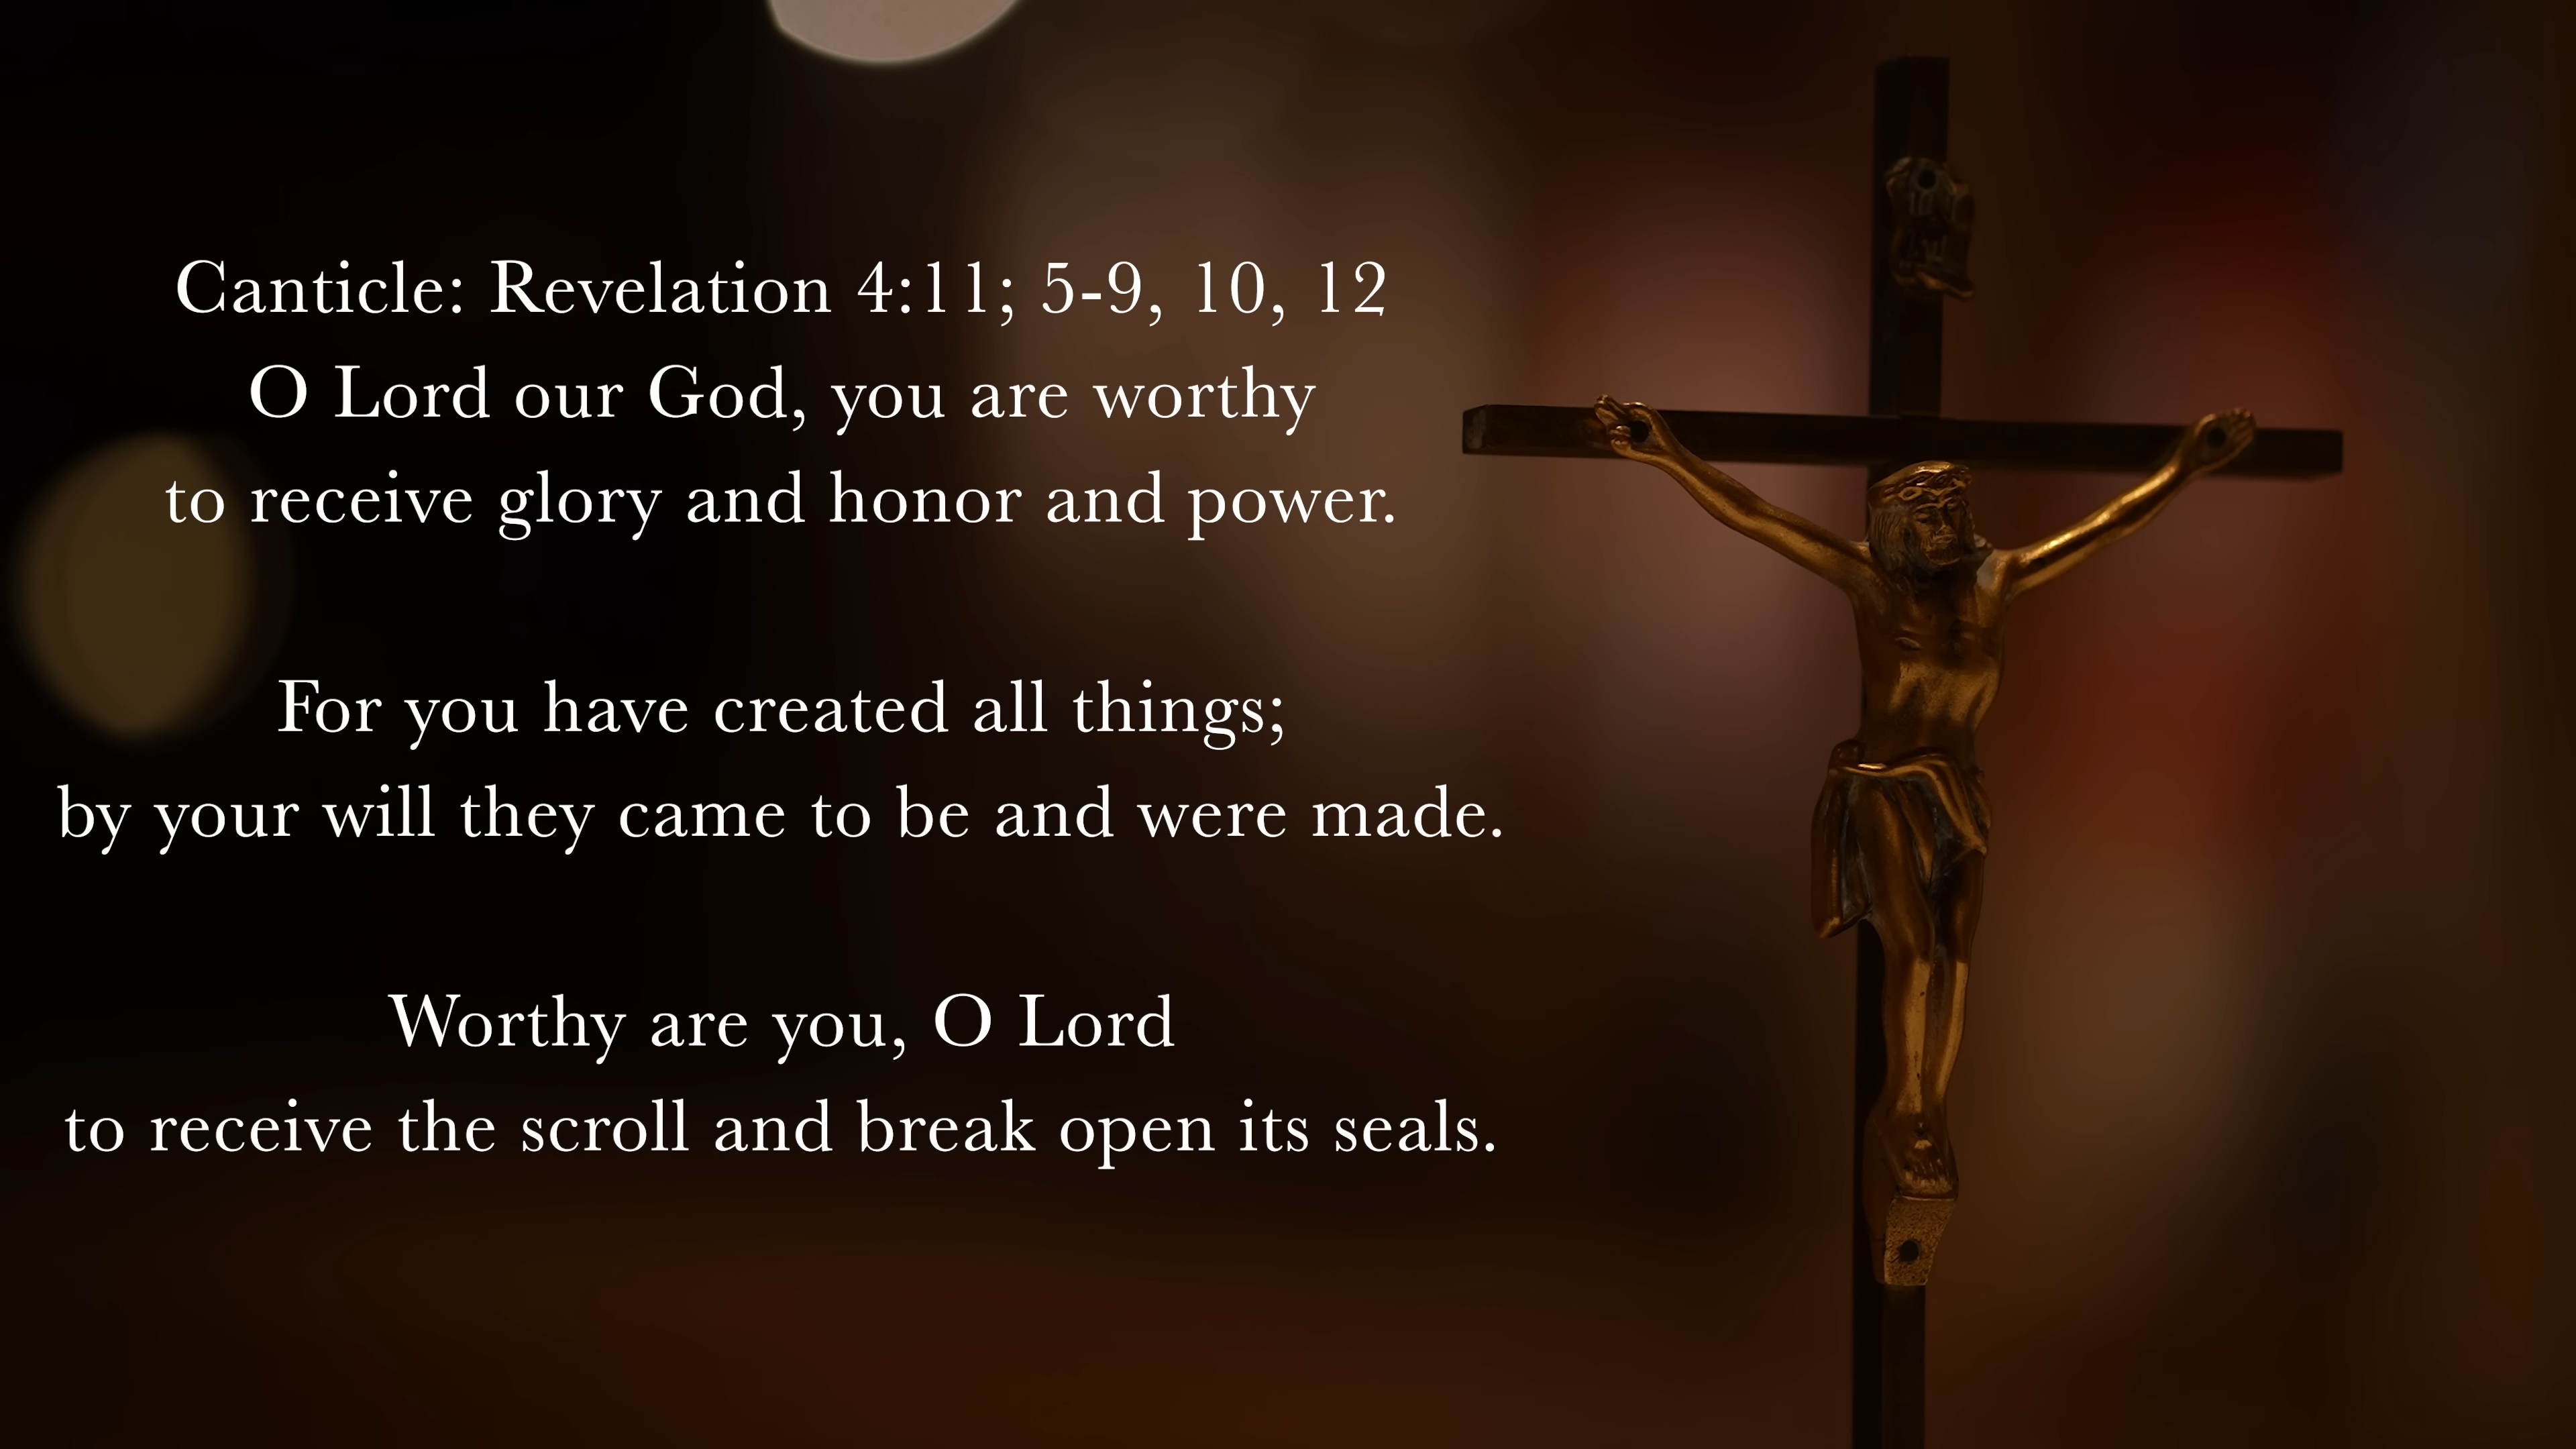 Canticle: Revelation 4:11; 5-9, 10, 12
O Lord our God, you are worthy
to receive glory and honor and power.
For you have created all things;
by your will they came to be and were made.
Worthy are you, O Lord
to receive the scroll and break open its seals.